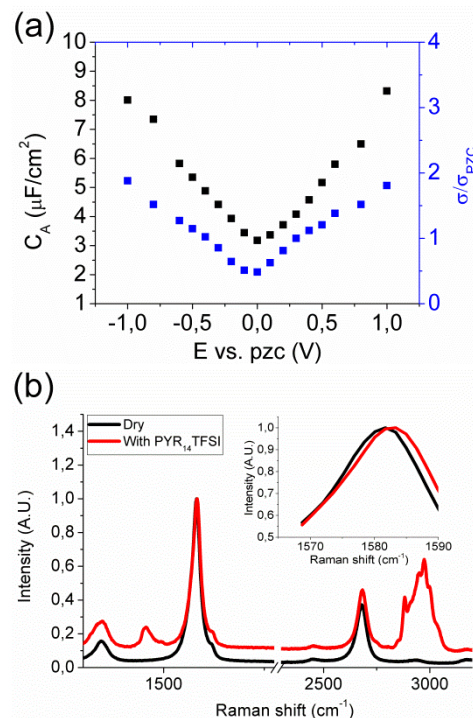 (a)
10
9
8
7
6
5
4
3
2
1
C_A (μF/cm²)
4
3
2
1
0
σ/σ_PZC
-1,0 -0,5 0,0 0,5 1,0
E vs. pzc (V)
(b)
1,4
1,2
1,0
0,8
0,6
0,4
0,2
0,0
Intensity (A.U.)
Dry
With PYR₁₄TFSI
1,0
0,9
0,8
0,7
0,6
0,5
Intensity (A.U.)
1570 1580 1590
Raman shift (cm⁻¹)
1500 2500 3000
Raman shift (cm⁻¹)